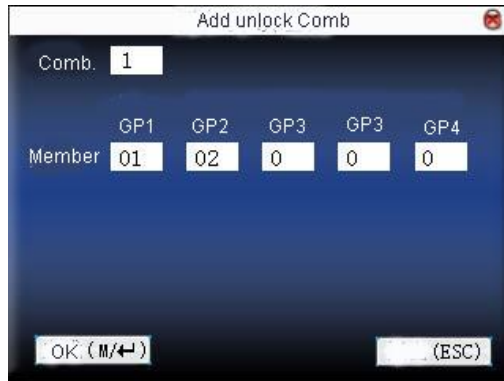 Add unlock Comb
Comb. 1
GP1 GP2 GP3 GP3 GP4
Member 01 02 0 0 0
OK (M/↵) (ESC)